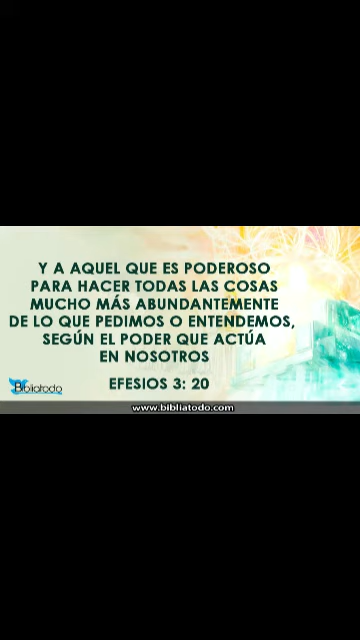 Y A AQUEL QUE ES PODEROSO
PARA HACER TODAS LAS COSAS
MUCHO MÁS ABUNDANTEMENTE
DE LO QUE PEDIMOS O ENTENDEMOS,
SEGÚN EL PODER QUE ACTÚA
EN NOSOTROS
EFESIOS 3: 20
Bibliatodo
www.bibliatodo.com